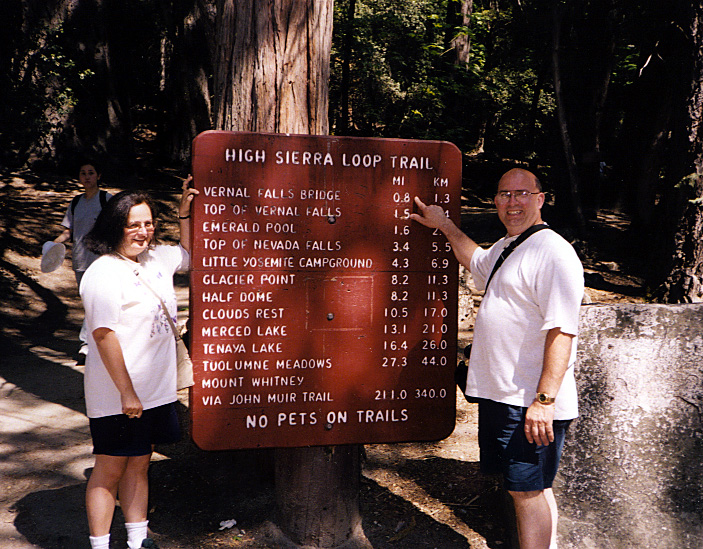 HIGH SIERRA LOOP TRAIL
MI KM
VERNAL FALLS BRIDGE 0.8 1.3
TOP OF VERNAL FALLS 1.5
EMERALD POOL 1.6
TOP OF NEVADA FALLS 3.4 5.5
LITTLE YOSEMITE CAMPGROUND 4.3 6.9
GLACIER POINT 8.2 11.3
HALF DOME 8.2 11.3
CLOUDS REST 10.5 17.0
MERCED LAKE 13.1 21.0
TENAYA LAKE 16.4 26.0
TUOLUMNE MEADOWS 27.3 44.0
MOUNT WHITNEY
VIA JOHN MUIR TRAIL 211.0 340.0
NO PETS ON TRAILS